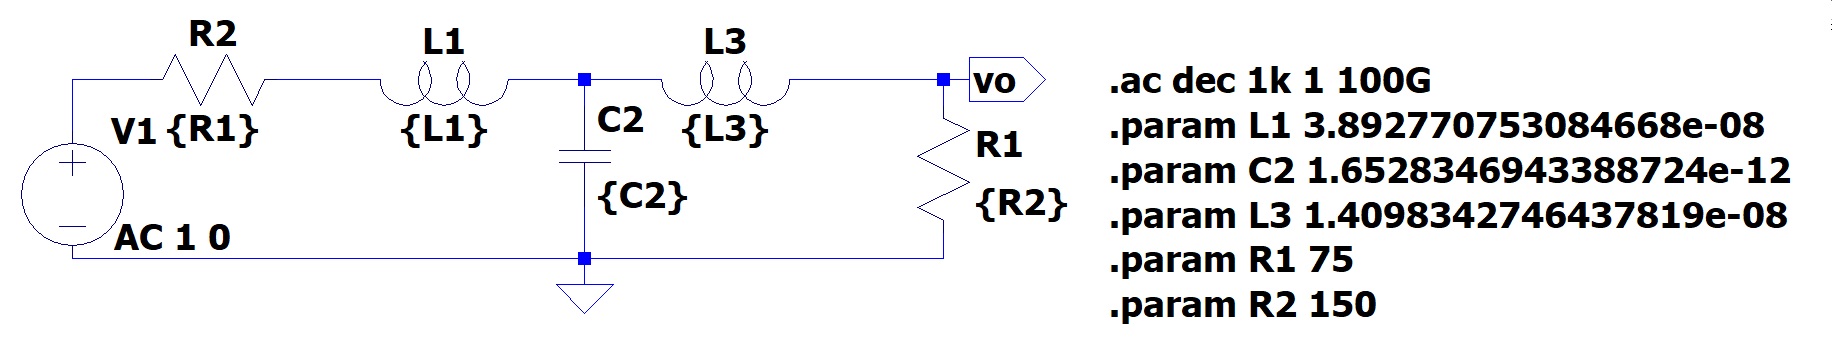 R2
L1
L3
vo
V1
{R1}
{L1}
C2
{L3}
R1
{C2}
{R2}
AC 1 0
.ac dec 1k 1 100G
.param L1 3.892770753084668e-08
.param C2 1.6528346943388724e-12
.param L3 1.4098342746437819e-08
.param R1 75
.param R2 150